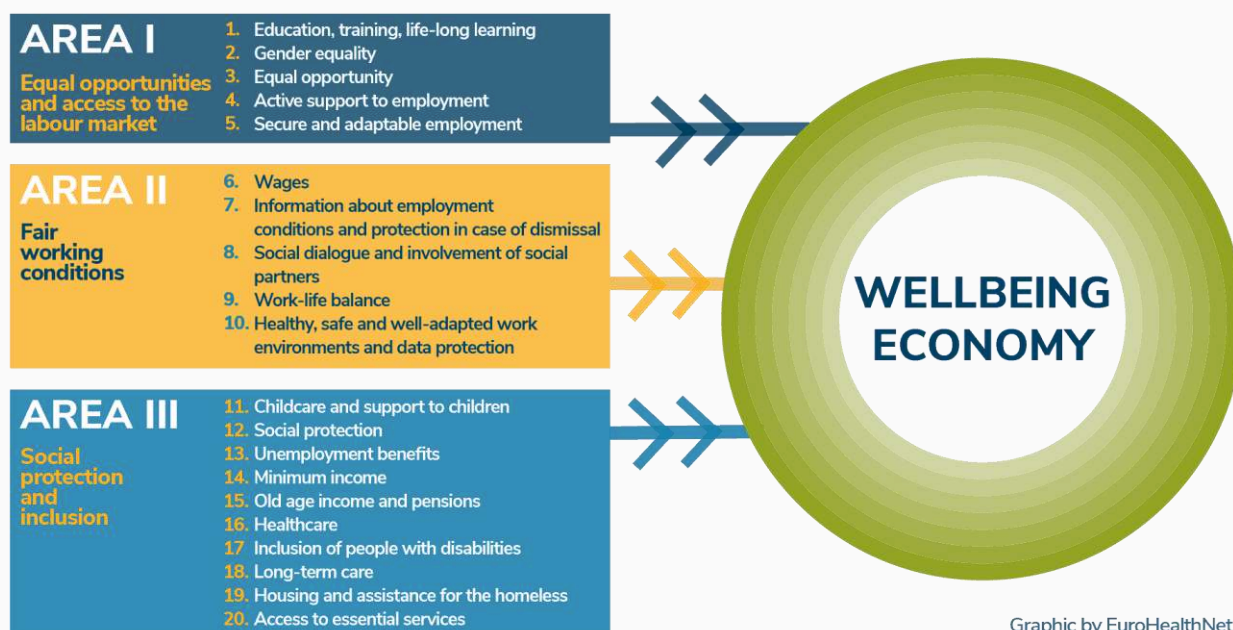 AREA I
Equal opportunities
and access to the
labour market
1. Education, training, life-long learning
2. Gender equality
3. Equal opportunity
4. Active support to employment
5. Secure and adaptable employment
AREA II
Fair
working
conditions
6. Wages
7. Information about employment
conditions and protection in case of dismissal
8. Social dialogue and involvement of social
partners
9. Work-life balance
10. Healthy, safe and well-adapted work
environments and data protection
AREA III
Social
protection
and
inclusion
11. Childcare and support to children
12. Social protection
13. Unemployment benefits
14. Minimum income
15. Old age income and pensions
16. Healthcare
17 Inclusion of people with disabilities
18. Long-term care
19. Housing and assistance for the homeless
20. Access to essential services
WELLBEING
ECONOMY
Graphic by EuroHealthNet